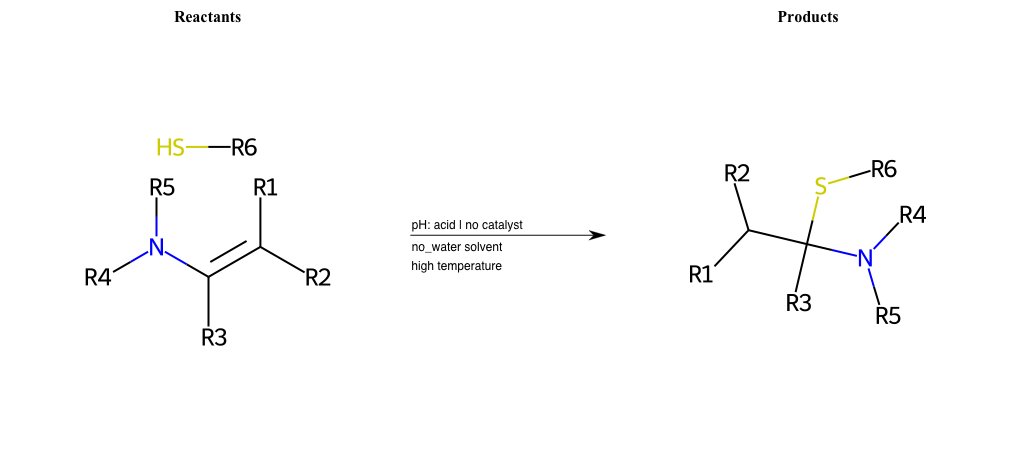 Reactants
Products
HS R6
R5 R1
N
R4 R2
R3
pH: acid | no catalyst
no_water solvent
high temperature
R2 R6
S
R4
N
R1
R3 R5